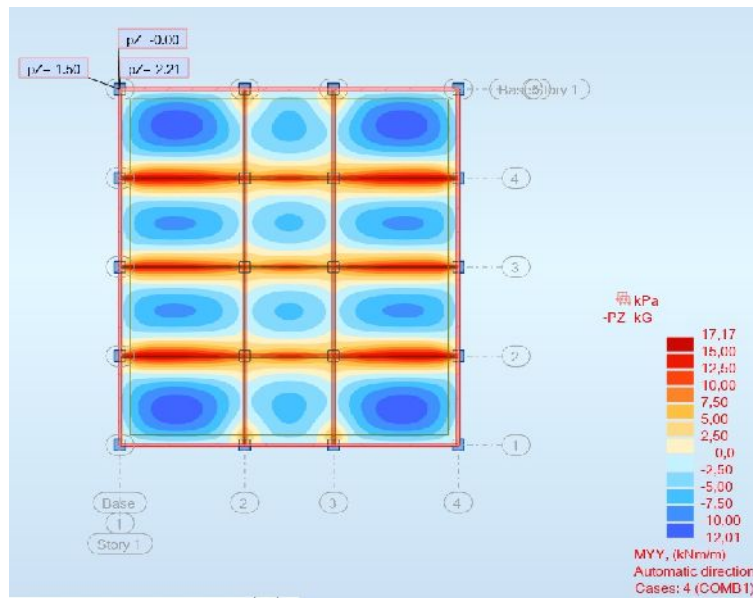 pZ= -0.00
pZ=-1.50
pZ=-2.21
Story 1
4
3
kPa
-PZ kG
17,17
15,00
12,50
10,00
7,50
5,00
2,50
0,0
-2,50
-5,00
-7,50
10,00
12,01
2
1
Base
2
3
4
1
Story 1
MYY, (kNm/m)
Automatic direction
Cases: 4 (COMB1)